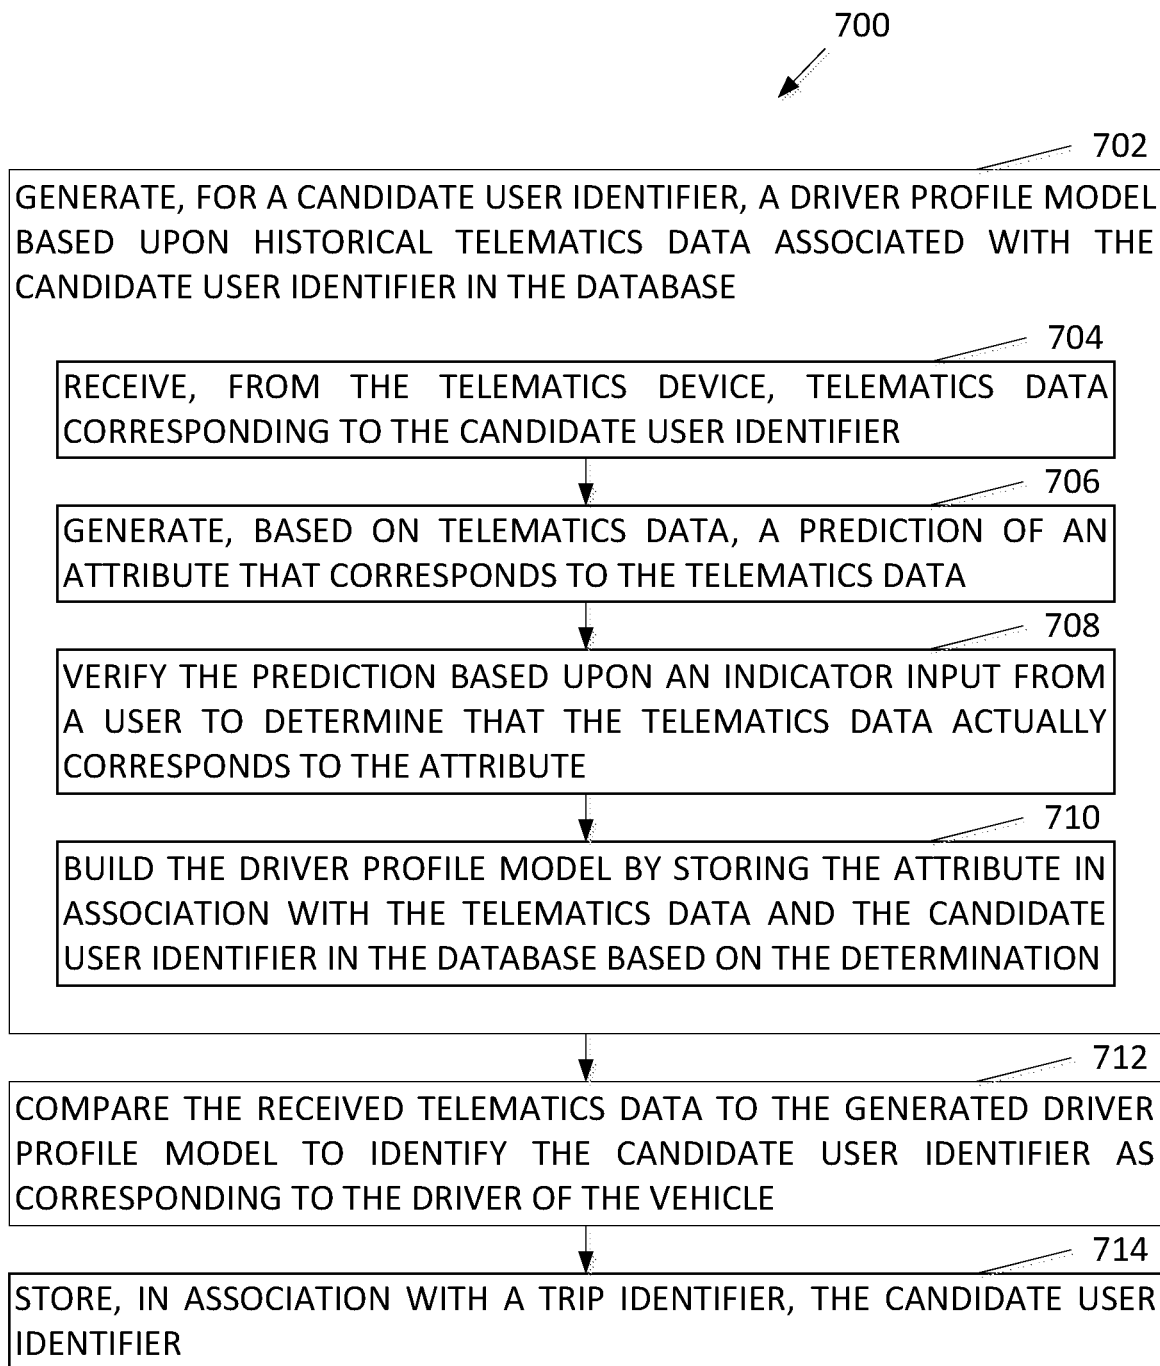 700
702
GENERATE, FOR A CANDIDATE USER IDENTIFIER, A DRIVER PROFILE MODEL
BASED UPON HISTORICAL TELEMATICS DATA ASSOCIATED WITH THE
CANDIDATE USER IDENTIFIER IN THE DATABASE
704
RECEIVE, FROM THE TELEMATICS DEVICE, TELEMATICS DATA
CORRESPONDING TO THE CANDIDATE USER IDENTIFIER
706
GENERATE, BASED ON TELEMATICS DATA, A PREDICTION OF AN
ATTRIBUTE THAT CORRESPONDS TO THE TELEMATICS DATA
708
VERIFY THE PREDICTION BASED UPON AN INDICATOR INPUT FROM
A USER TO DETERMINE THAT THE TELEMATICS DATA ACTUALLY
CORRESPONDS TO THE ATTRIBUTE
710
BUILD THE DRIVER PROFILE MODEL BY STORING THE ATTRIBUTE IN
ASSOCIATION WITH THE TELEMATICS DATA AND THE CANDIDATE
USER IDENTIFIER IN THE DATABASE BASED ON THE DETERMINATION
712
COMPARE THE RECEIVED TELEMATICS DATA TO THE GENERATED DRIVER
PROFILE MODEL TO IDENTIFY THE CANDIDATE USER IDENTIFIER AS
CORRESPONDING TO THE DRIVER OF THE VEHICLE
714
STORE, IN ASSOCIATION WITH A TRIP IDENTIFIER, THE CANDIDATE USER
IDENTIFIER